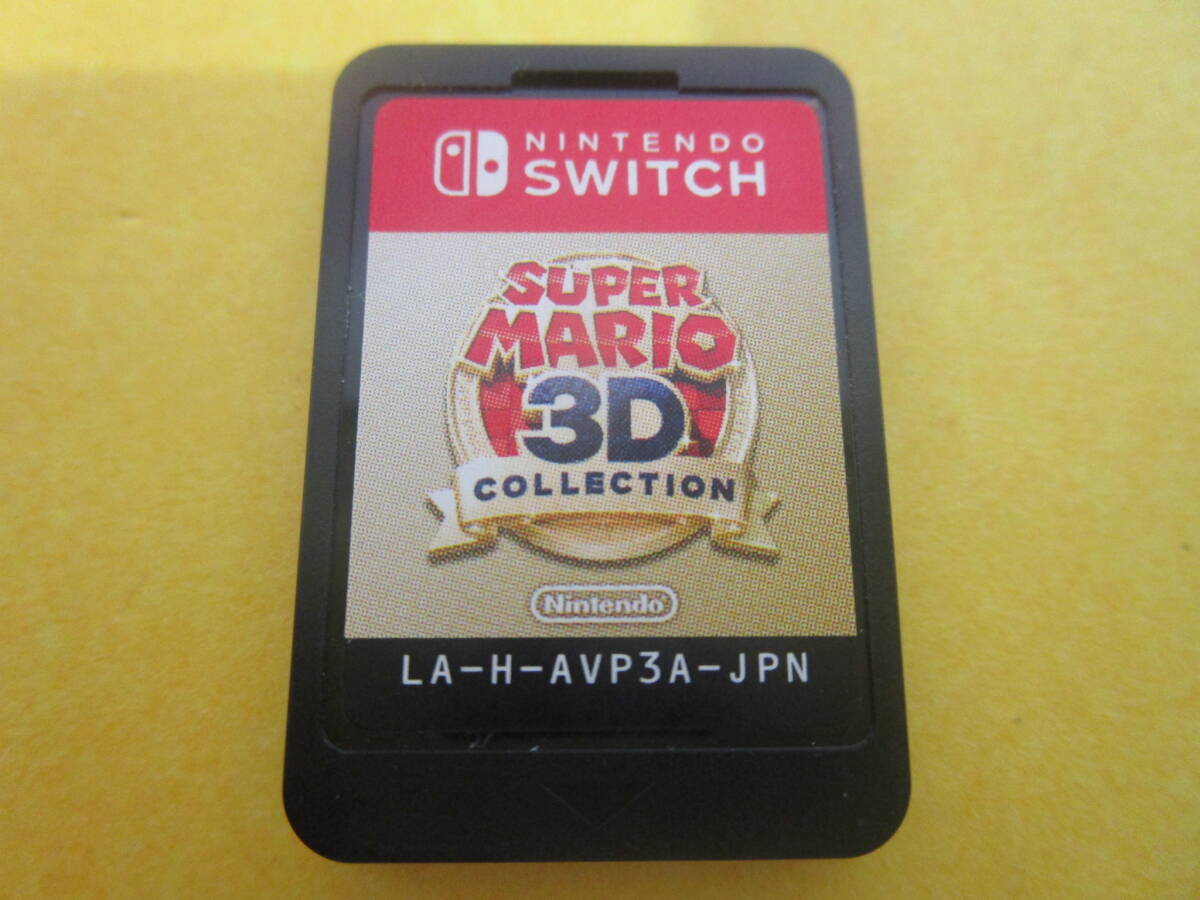 NINTENDO
SWITCH
SUPER
MARIO
3D
COLLECTION
Nintendo
LA-H-AVP3A-JPN